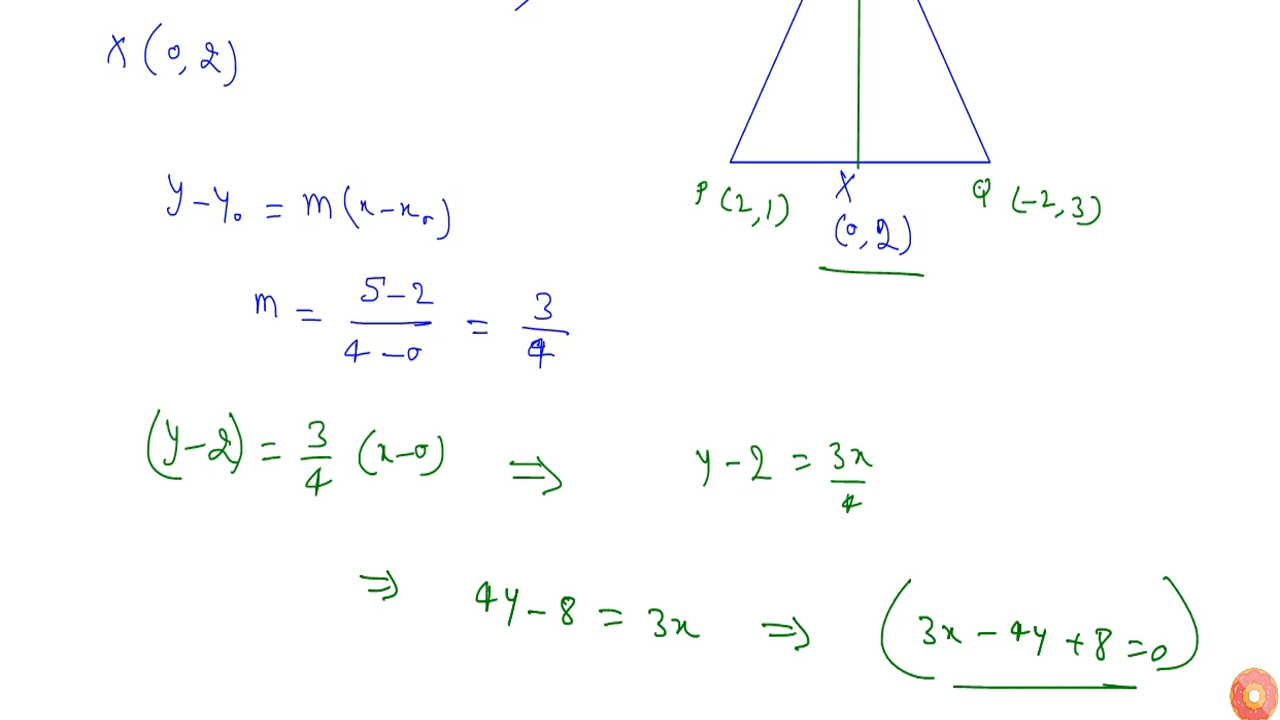 X (0, 2)
P (2, 1)
X
(0, 2)
Q (-2, 3)
y - y₀ = m(x - x₀)
m = 5 - 2 / 4 - 0 = 3 / 4
(y - 2) = 3/4 (x - 0) ⇒ y - 2 = 3x/4
⇒ 4y - 8 = 3x ⇒ (3x - 4y + 8 = 0)